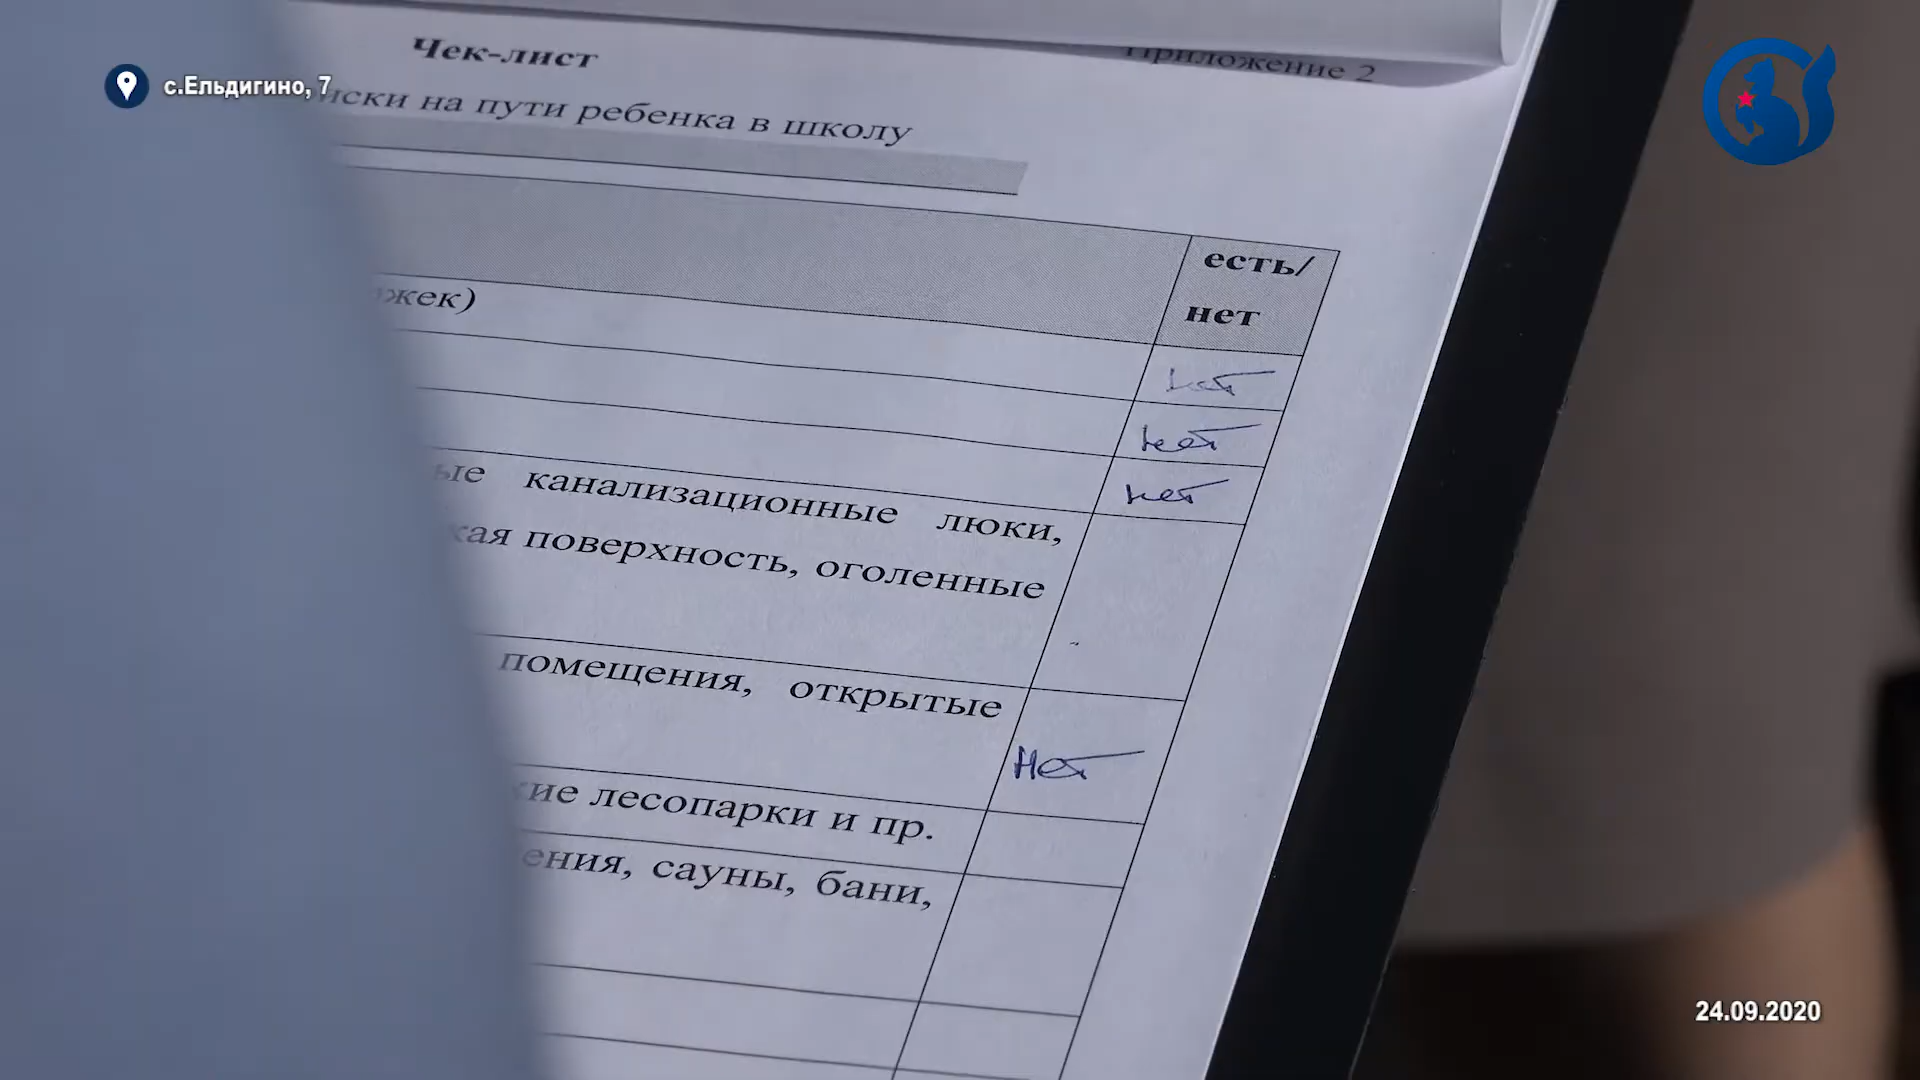 с.Ельдигино, 7
Приложение 2
Чек-лист
иски на пути ребенка в школу
есть/
нет
жек)
нет
нет
нет
ые канализационные люки,
кая поверхность, оголенные
помещения, открытые
Нет
кие лесопарки и пр.
ения, сауны, бани,
24.09.2020